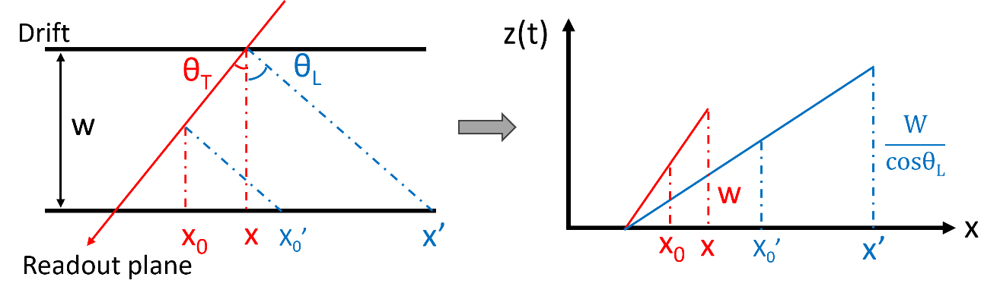 Drift
θT
θL
w
x0
x
x0’
x’
Readout plane
z(t)
W
cosθL
w
x0
x
x0’
x’
x